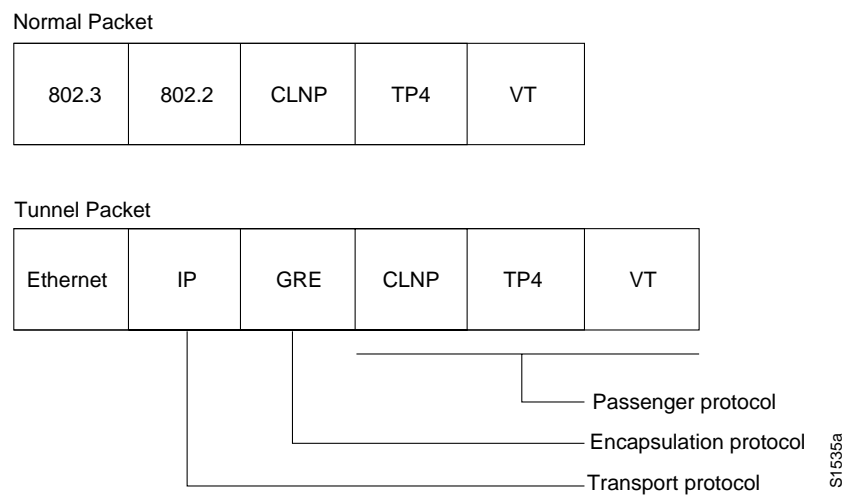 Normal Packet
802.3 802.2 CLNP TP4 VT
Tunnel Packet
Ethernet IP GRE CLNP TP4 VT
Passenger protocol
Encapsulation protocol
Transport protocol
S1535a